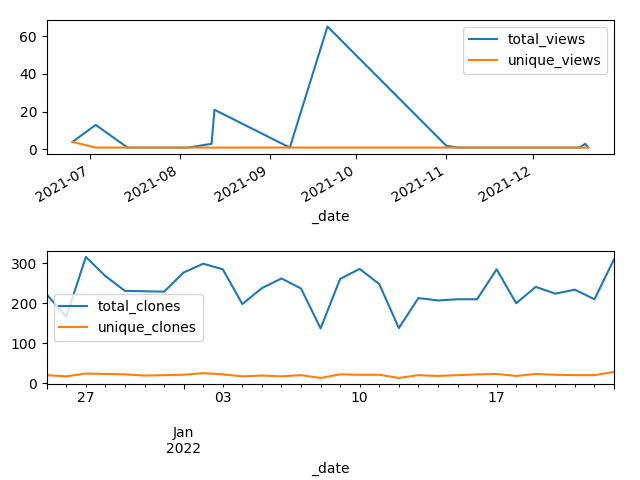 60
40
20
0
total_views
unique_views
2021-07
2021-08
2021-09
2021-10
2021-11
2021-12
_date
300
200
100
0
total_clones
unique_clones
27
03
10
17
Jan
2022
_date